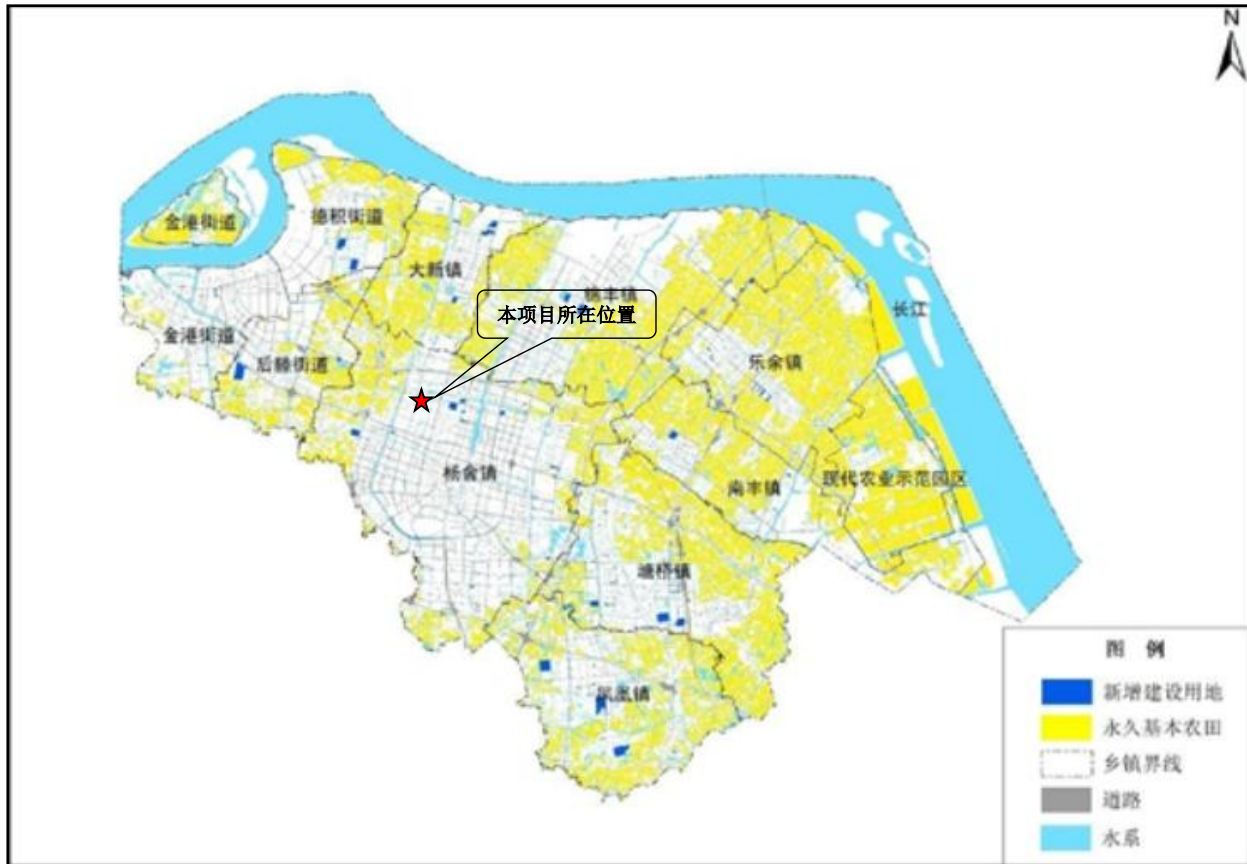 N
金港街道
德积街道
大新镇
锦丰镇
本项目所在位置
长江
金港街道
后塍街道
乐余镇
杨舍镇
南丰镇
现代农业示范园区
塘桥镇
凤凰镇
图 例
新增建设用地
永久基本农田
乡镇界线
道路
水系